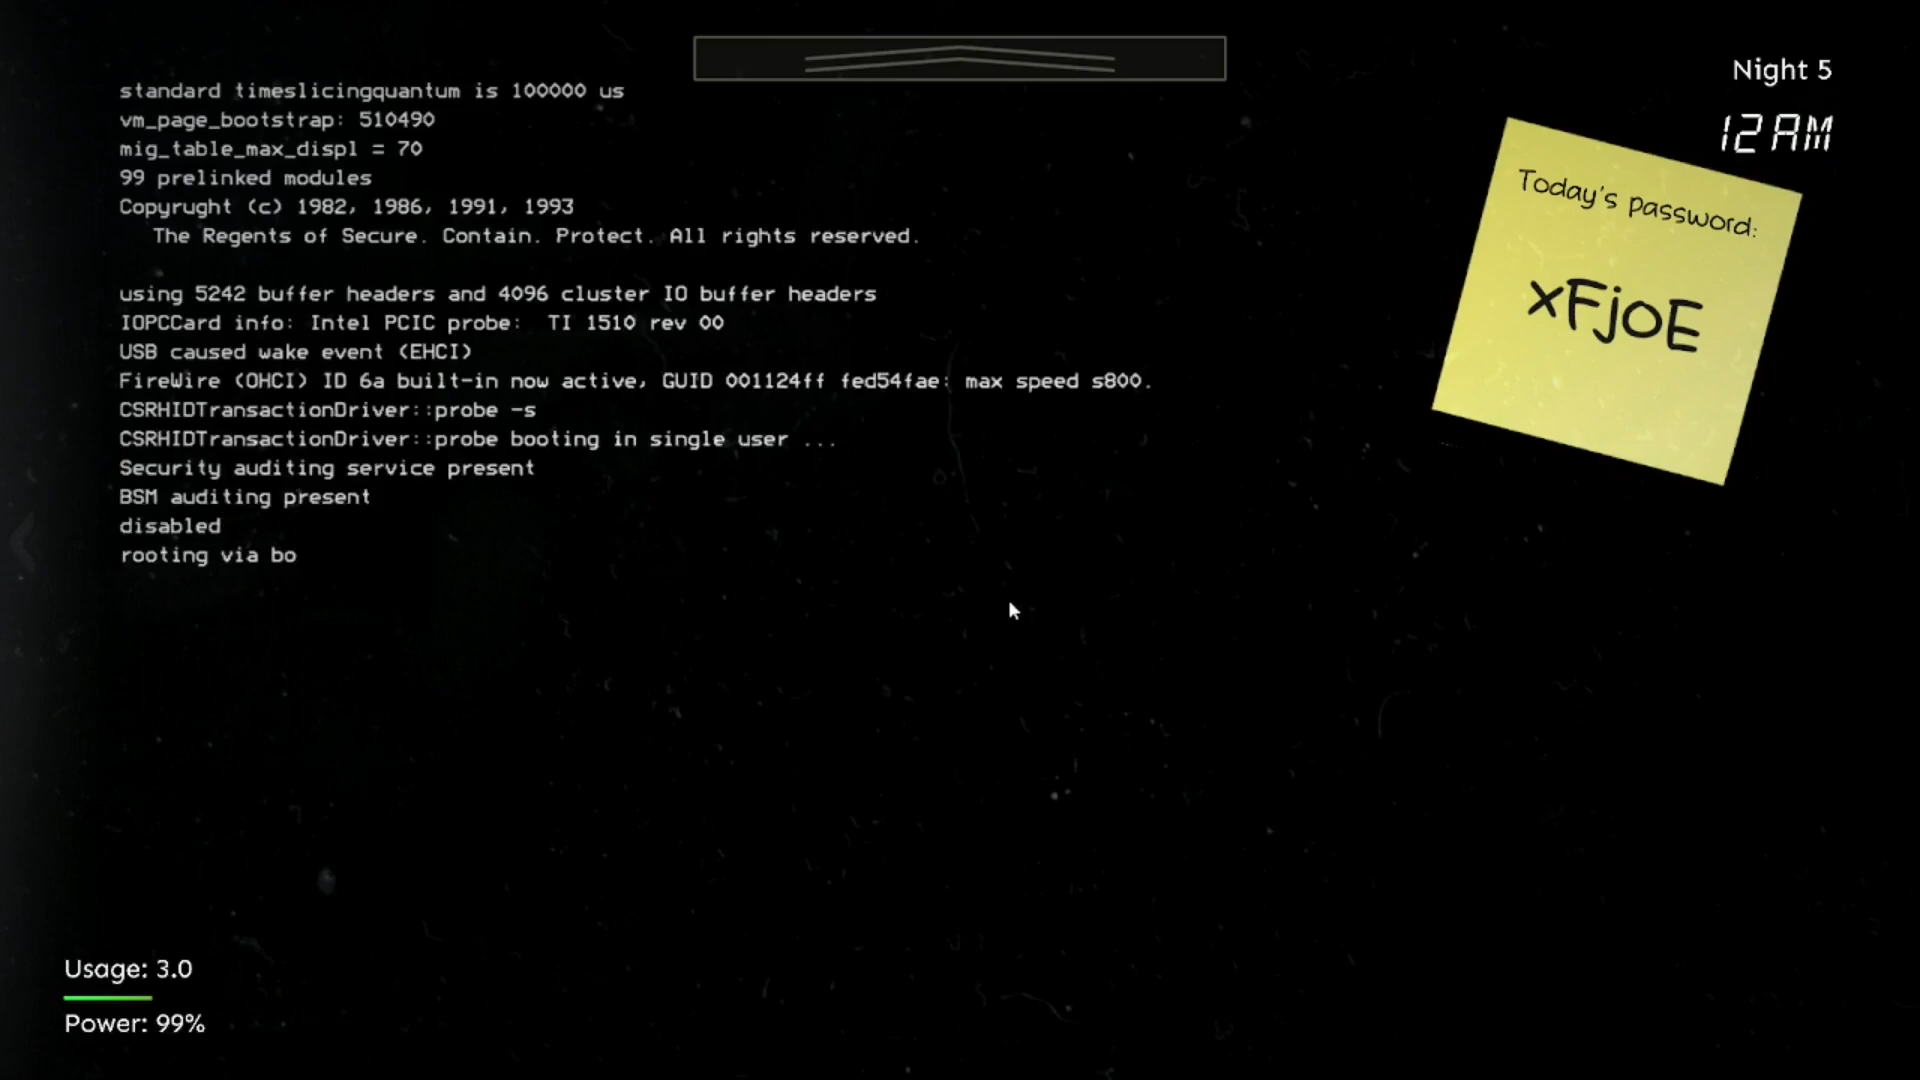 standard timeslicingquantum is 100000 us
vm_page_bootstrap: 510490
mig_table_max_displ = 70
99 prelinked modules
Copyrught (c) 1982, 1986, 1991, 1993
The Regents of Secure. Contain. Protect. All rights reserved.
using 5242 buffer headers and 4096 cluster IO buffer headers
IOPCCard info: Intel PCIC probe: TI 1510 rev 00
USB caused wake event (EHCI)
FireWire (OHCI) ID 6a built-in now active, GUID 001124ff fed54fae: max speed s800.
CSRHIDTransactionDriver::probe -s
CSRHIDTransactionDriver::probe booting in single user ...
Security auditing service present
BSM auditing present
disabled
rooting via bo
Night 5
12 AM
Today's password:
xFjoE
Usage: 3.0
Power: 99%